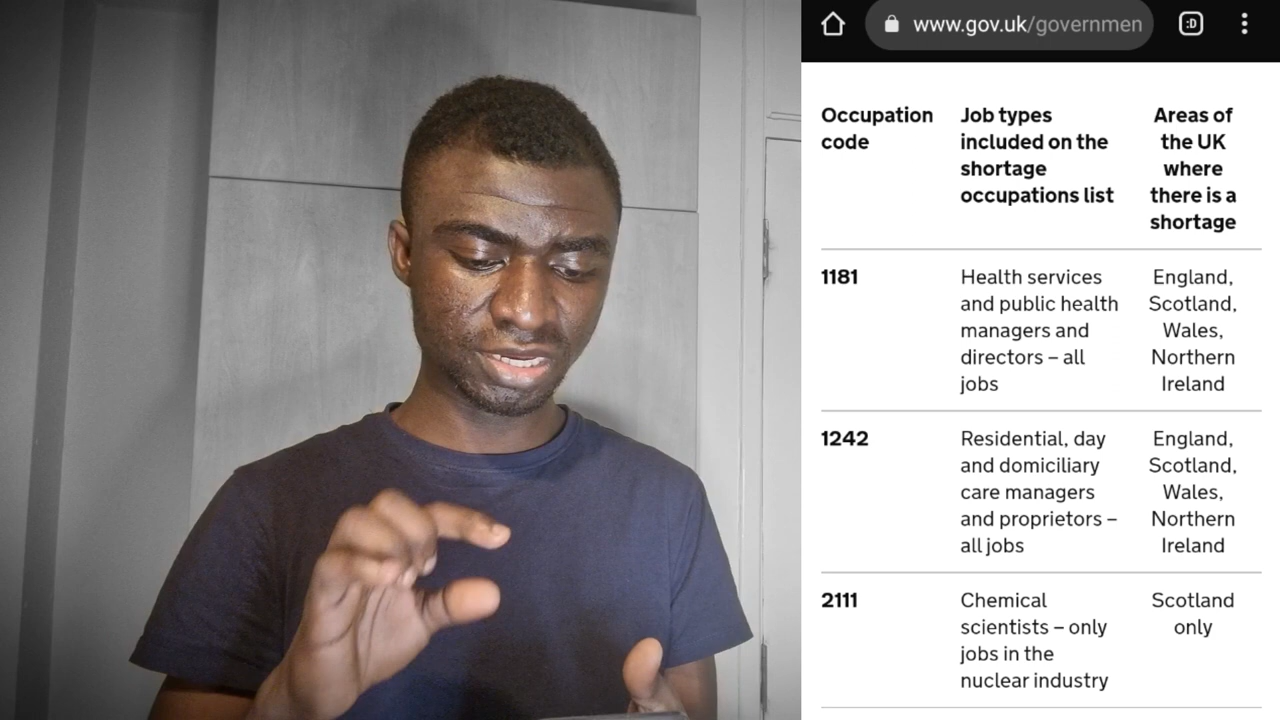 www.gov.uk/governmen
:D
Occupation code
Job types included on the shortage occupations list
Areas of the UK where there is a shortage
1181
Health services and public health managers and directors – all jobs
England, Scotland, Wales, Northern Ireland
1242
Residential, day and domiciliary care managers and proprietors – all jobs
England, Scotland, Wales, Northern Ireland
2111
Chemical scientists – only jobs in the nuclear industry
Scotland only